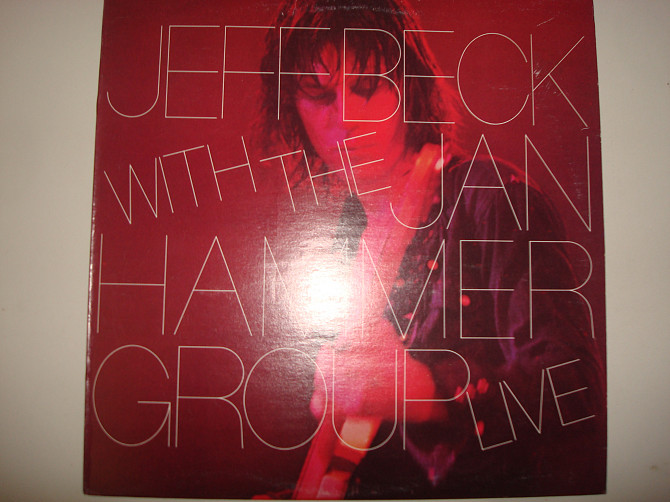 JEFF BECK
WITH THE JAN
HAMMER
GROUP LIVE